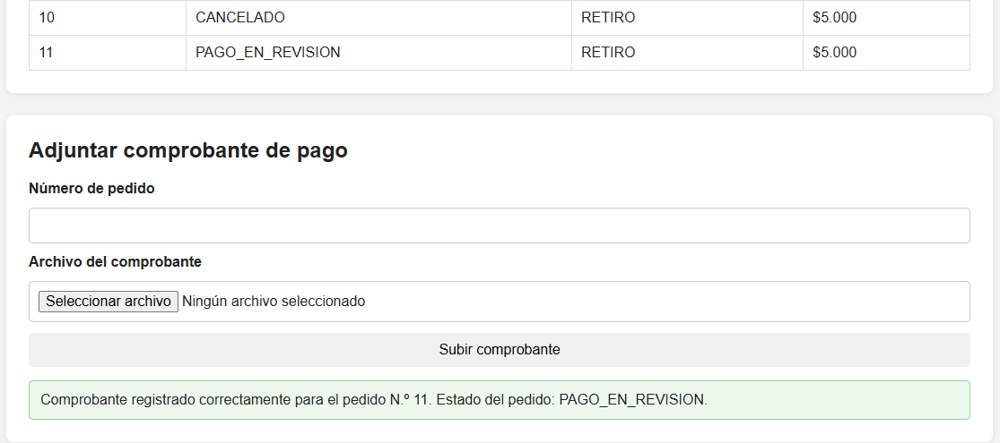 10 CANCELADO RETIRO $5.000
11 PAGO_EN_REVISION RETIRO $5.000
Adjuntar comprobante de pago
Número de pedido
Archivo del comprobante
Seleccionar archivo Ningún archivo seleccionado
Subir comprobante
Comprobante registrado correctamente para el pedido N.º 11. Estado del pedido: PAGO_EN_REVISION.